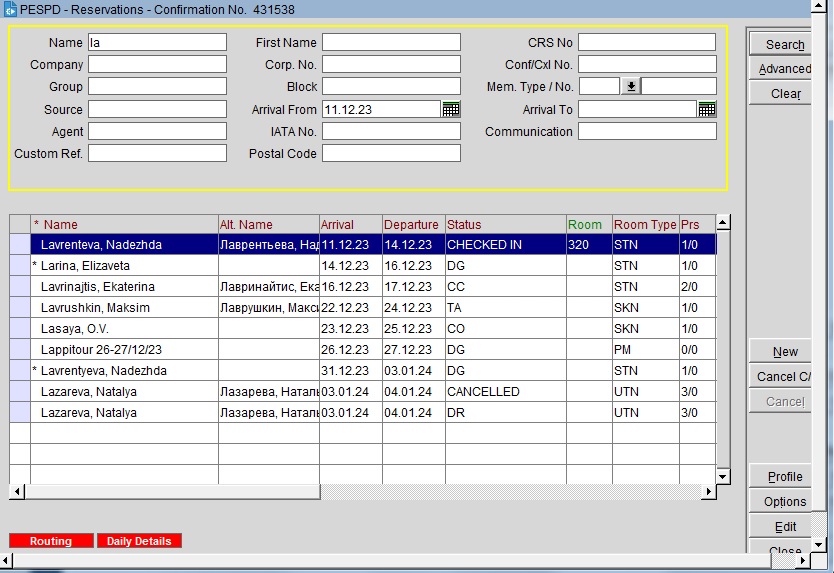 PESPD - Reservations - Confirmation No. 431538
Name la First Name CRS No Search
Company Corp. No. Conf/Cxl No. Advanced
Group Block Mem. Type / No. Clear
Source Arrival From 11.12.23 Arrival To
Agent IATA No. Communication
Custom Ref. Postal Code
* Name Alt. Name Arrival Departure Status Room Room Type Prs
Lavrenteva, Nadezhda Лаврентьева, Над 11.12.23 14.12.23 CHECKED IN 320 STN 1/0
* Larina, Elizaveta 14.12.23 16.12.23 DG STN 1/0
Lavrinajtis, Ekaterina Лавринайтис, Ека 16.12.23 17.12.23 CC STN 2/0
Lavrushkin, Maksim Лаврушкин, Макси 22.12.23 24.12.23 TA SKN 1/0
Lasaya, O.V. 23.12.23 25.12.23 CO SKN 1/0
Lappitour 26-27/12/23 26.12.23 27.12.23 DG PM 0/0
* Lavrentyeva, Nadezhda 31.12.23 03.01.24 DG STN 1/0
Lazareva, Natalya Лазарева, Наталь 03.01.24 04.01.24 CANCELLED UTN 3/0
Lazareva, Natalya Лазарева, Наталь 03.01.24 04.01.24 DR UTN 3/0
New
Cancel C/
Cancel
Profile
Options
Edit
Close
Routing Daily Details